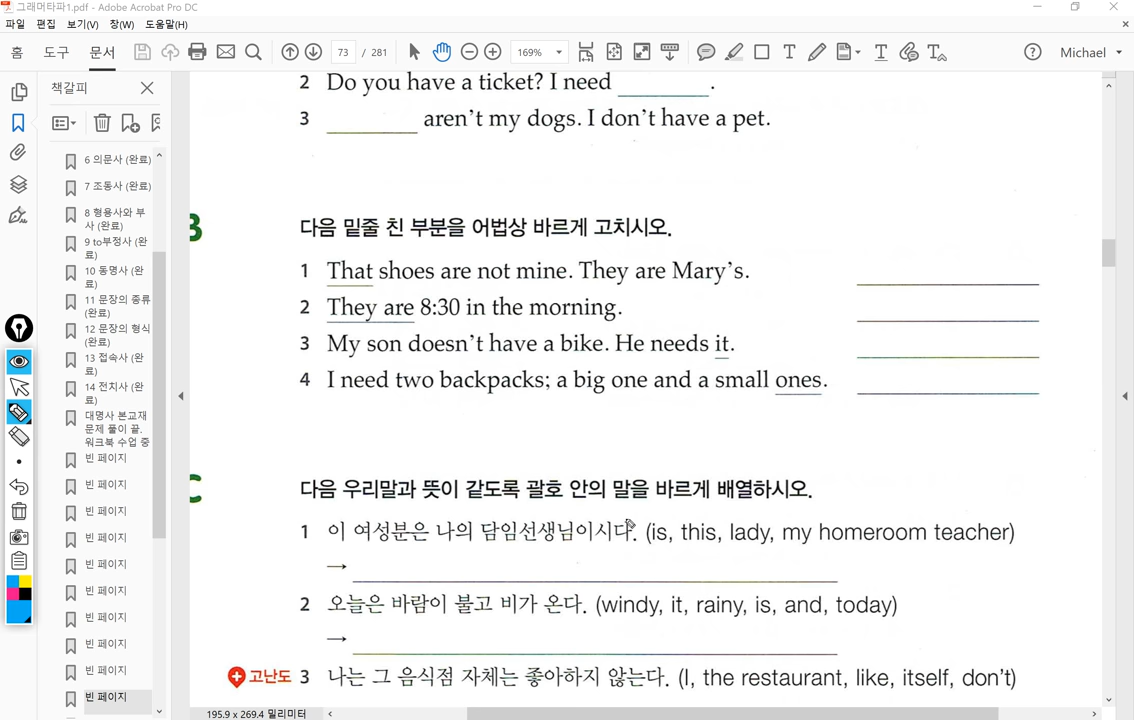 그래머타파1.pdf - Adobe Acrobat Pro DC
파일 편집 보기(V) 창(W) 도움말(H)
홈 도구 문서 73 / 281 169% Michael
책갈피
6 의문사 (완료)
7 조동사 (완료)
8 형용사와 부
사 (완료)
9 to부정사 (완
료)
10 동명사 (완
료)
11 문장의 종류
(완료)
12 문장의 형식
(완료)
13 접속사 (완
료)
14 전치사 (완
료)
대명사 본교재
문제 풀이 끝.
워크북 수업 중
빈 페이지
빈 페이지
빈 페이지
빈 페이지
빈 페이지
빈 페이지
빈 페이지
빈 페이지
빈 페이지
빈 페이지
2 Do you have a ticket? I need ________.
3 ________ aren't my dogs. I don't have a pet.
B 다음 밑줄 친 부분을 어법상 바르게 고치시오.
1 That shoes are not mine. They are Mary's.
2 They are 8:30 in the morning.
3 My son doesn't have a bike. He needs it.
4 I need two backpacks; a big one and a small ones.
C 다음 우리말과 뜻이 같도록 괄호 안의 말을 바르게 배열하시오.
1 이 여성분은 나의 담임선생님이시다. (is, this, lady, my homeroom teacher)
→
2 오늘은 바람이 불고 비가 온다. (windy, it, rainy, is, and, today)
→
고난도 3 나는 그 음식점 자체는 좋아하지 않는다. (I, the restaurant, like, itself, don't)
195.9 x 269.4 밀리미터